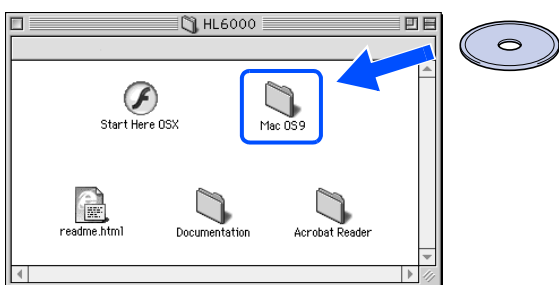 HL6000
Start Here OSX
Mac OS9
readme.html
Documentation
Acrobat Reader